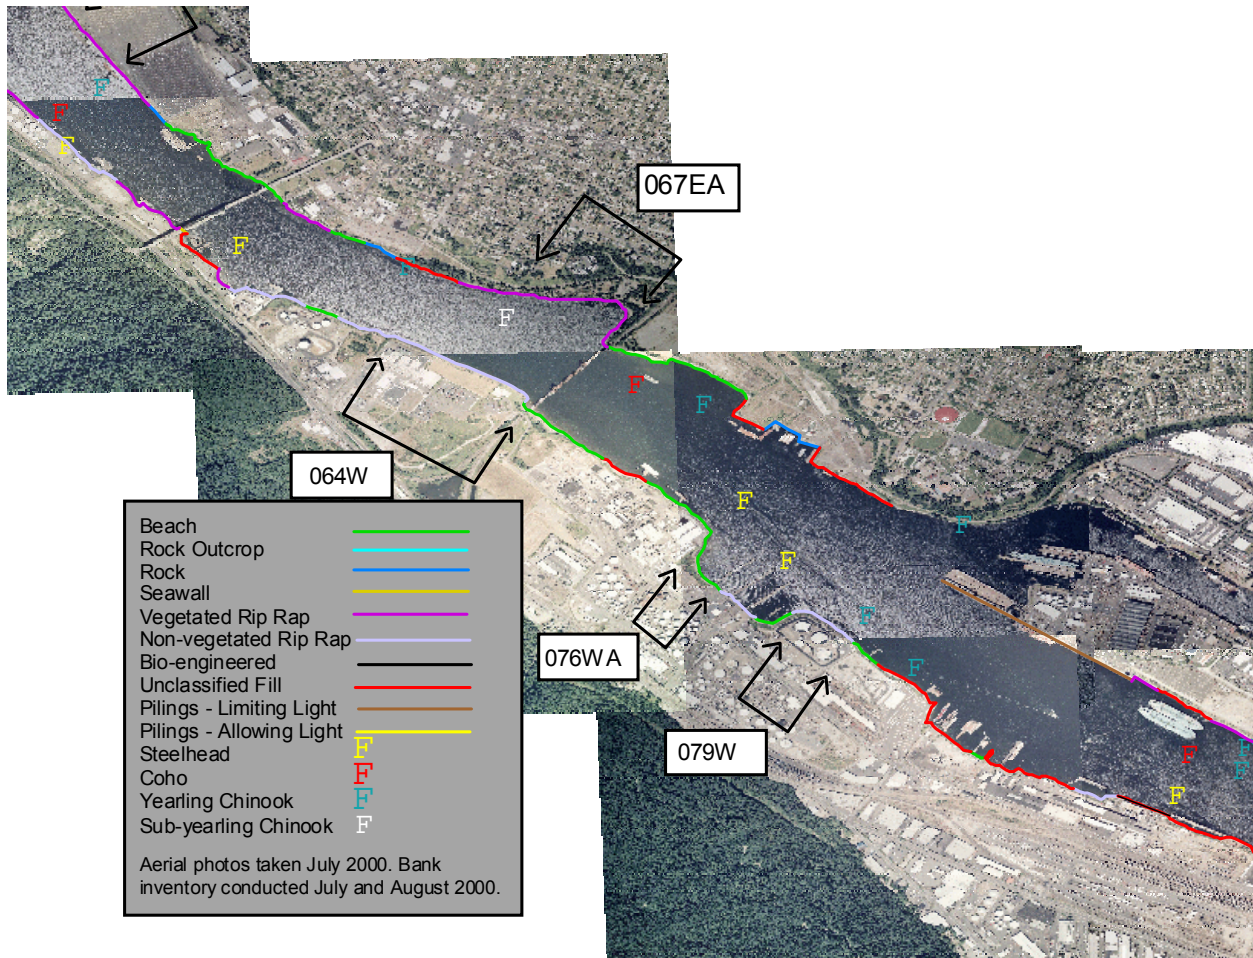 F
F
F
067EA
F
F
F
F
F
F
064W
F
F
F
Beach
Rock Outcrop
Rock
Seawall
Vegetated Rip Rap
Non-vegetated Rip Rap
Bio-engineered
Unclassified Fill
Pilings - Limiting Light
Pilings - Allowing Light
Steelhead F
Coho F
Yearling Chinook F
Sub-yearling Chinook F
Aerial photos taken July 2000. Bank
inventory conducted July and August 2000.
F
076WA
F
079W
F
F
F
F